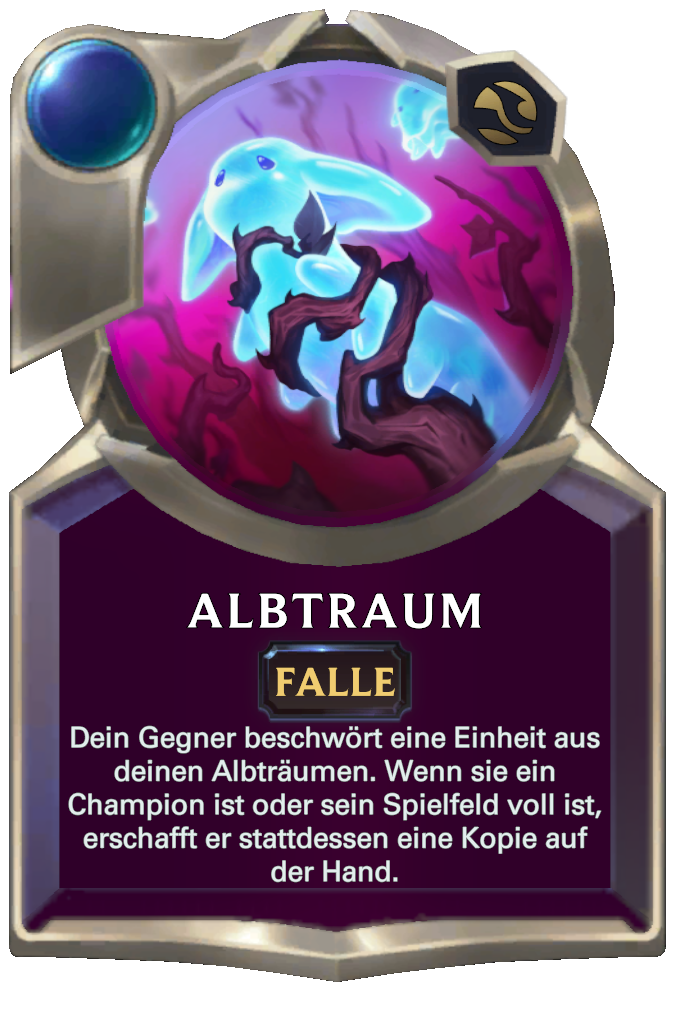 ALBTRAUM
FALLE
Dein Gegner beschwört eine Einheit aus
deinen Albträumen. Wenn sie ein
Champion ist oder sein Spielfeld voll ist,
erschafft er stattdessen eine Kopie auf
der Hand.